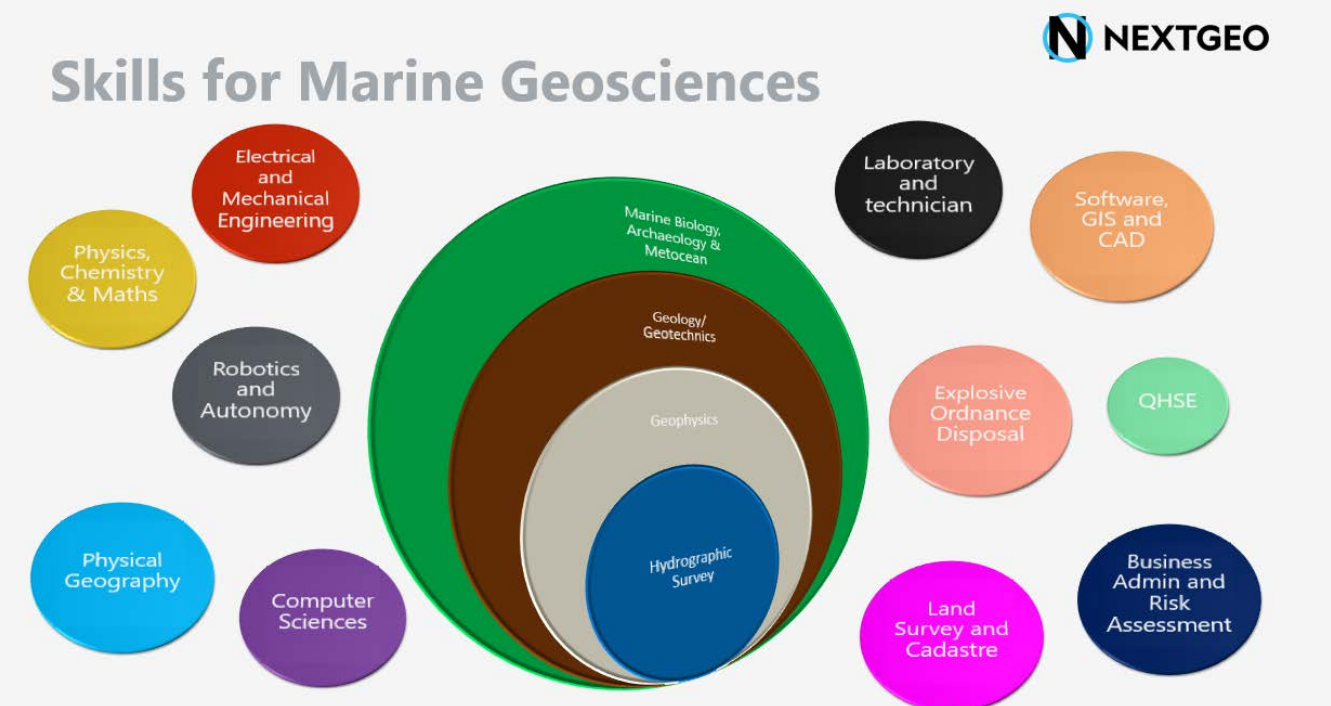 NEXTGEO
Skills for Marine Geosciences
Electrical
and
Mechanical
Engineering
Physics,
Chemistry
& Maths
Robotics
and
Autonomy
Physical
Geography
Computer
Sciences
Marine Biology,
Archaeology &
Metocean
Geology/
Geotechnics
Geophysics
Hydrographic
Survey
Laboratory
and
technician
Software,
GIS and
CAD
Explosive
Ordnance
Disposal
QHSE
Land
Survey and
Cadastre
Business
Admin and
Risk
Assessment